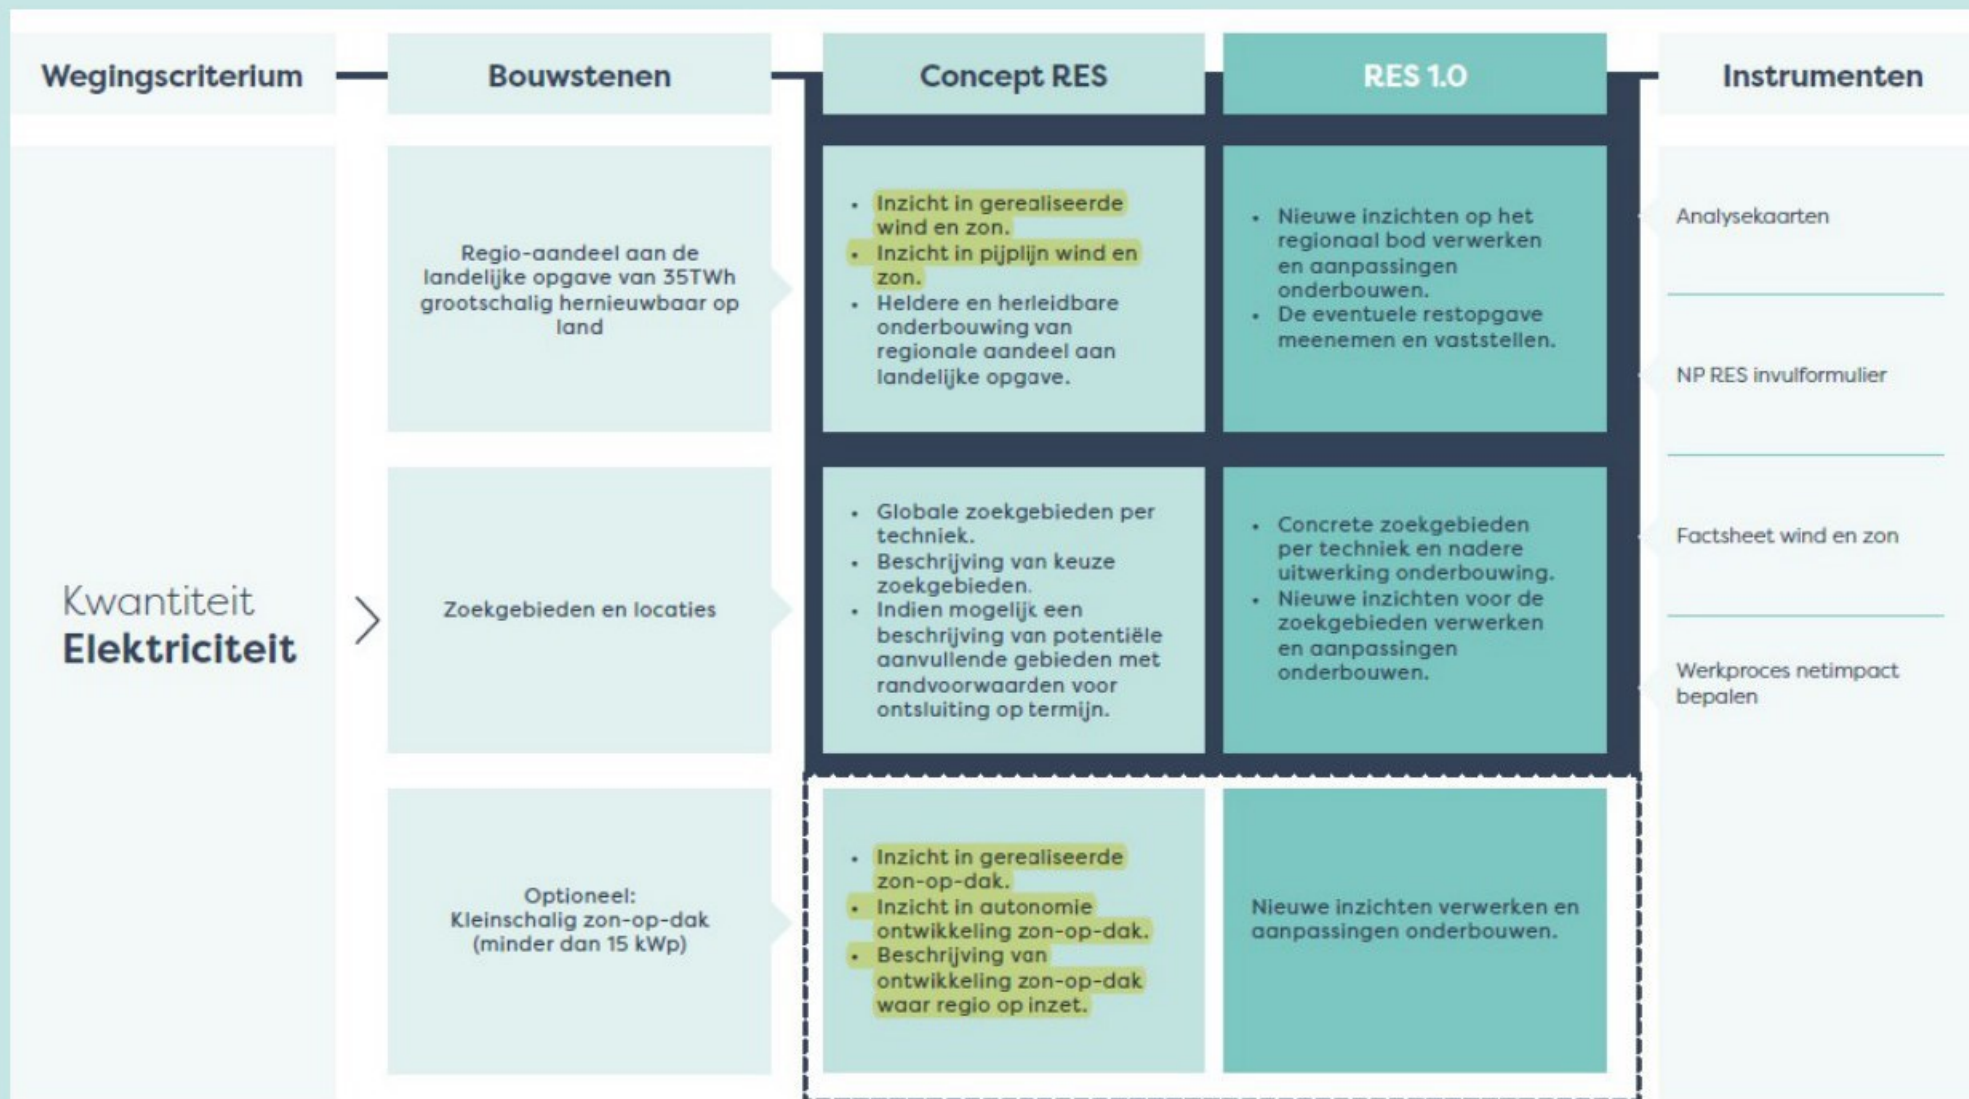 Wegingscriterium
Bouwstenen
Concept RES
RES 1.0
Instrumenten
Kwantiteit
Elektriciteit
Regio-aandeel aan de
landelijke opgave van 35TWh
grootschalig hernieuwbaar op
land
• Inzicht in gerealiseerde
wind en zon.
• Inzicht in pijplijn wind en
zon.
• Heldere en herleidbare
onderbouwing van
regionale aandeel aan
landelijke opgave.
• Nieuwe inzichten op het
regionaal bod verwerken
en aanpassingen
onderbouwen.
• De eventuele restopgave
meenemen en vaststellen.
Zoekgebieden en locaties
• Globale zoekgebieden per
techniek.
• Beschrijving van keuze
zoekgebieden.
• Indien mogelijk een
beschrijving van potentiële
aanvullende gebieden met
randvoorwaarden voor
ontsluiting op termijn.
• Concrete zoekgebieden
per techniek en nadere
uitwerking onderbouwing.
• Nieuwe inzichten voor de
zoekgebieden verwerken
en aanpassingen
onderbouwen.
Optioneel:
Kleinschalig zon-op-dak
(minder dan 15 kWp)
• Inzicht in gerealiseerde
zon-op-dak.
• Inzicht in autonomie
ontwikkeling zon-op-dak.
• Beschrijving van
ontwikkeling zon-op-dak
waar regio op inzet.
Nieuwe inzichten verwerken en
aanpassingen onderbouwen.
Analysekaarten
NP RES invulformulier
Factsheet wind en zon
Werkproces netimpact
bepalen